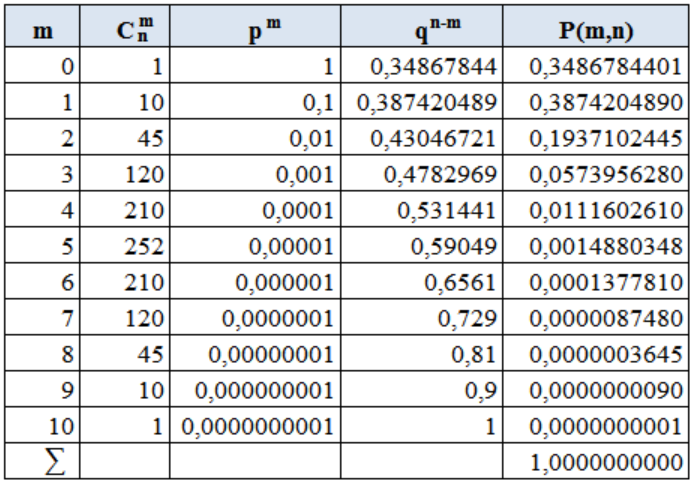 m C_n^m p^m q^{n-m} P(m,n)
0 1 1 0,34867844 0,3486784401
1 10 0,1 0,387420489 0,3874204890
2 45 0,01 0,43046721 0,1937102445
3 120 0,001 0,4782969 0,0573956280
4 210 0,0001 0,531441 0,0111602610
5 252 0,00001 0,59049 0,0014880348
6 210 0,000001 0,6561 0,0001377810
7 120 0,0000001 0,729 0,0000087480
8 45 0,00000001 0,81 0,0000003645
9 10 0,000000001 0,9 0,0000000090
10 1 0,0000000001 1 0,0000000001
∑ 1,0000000000